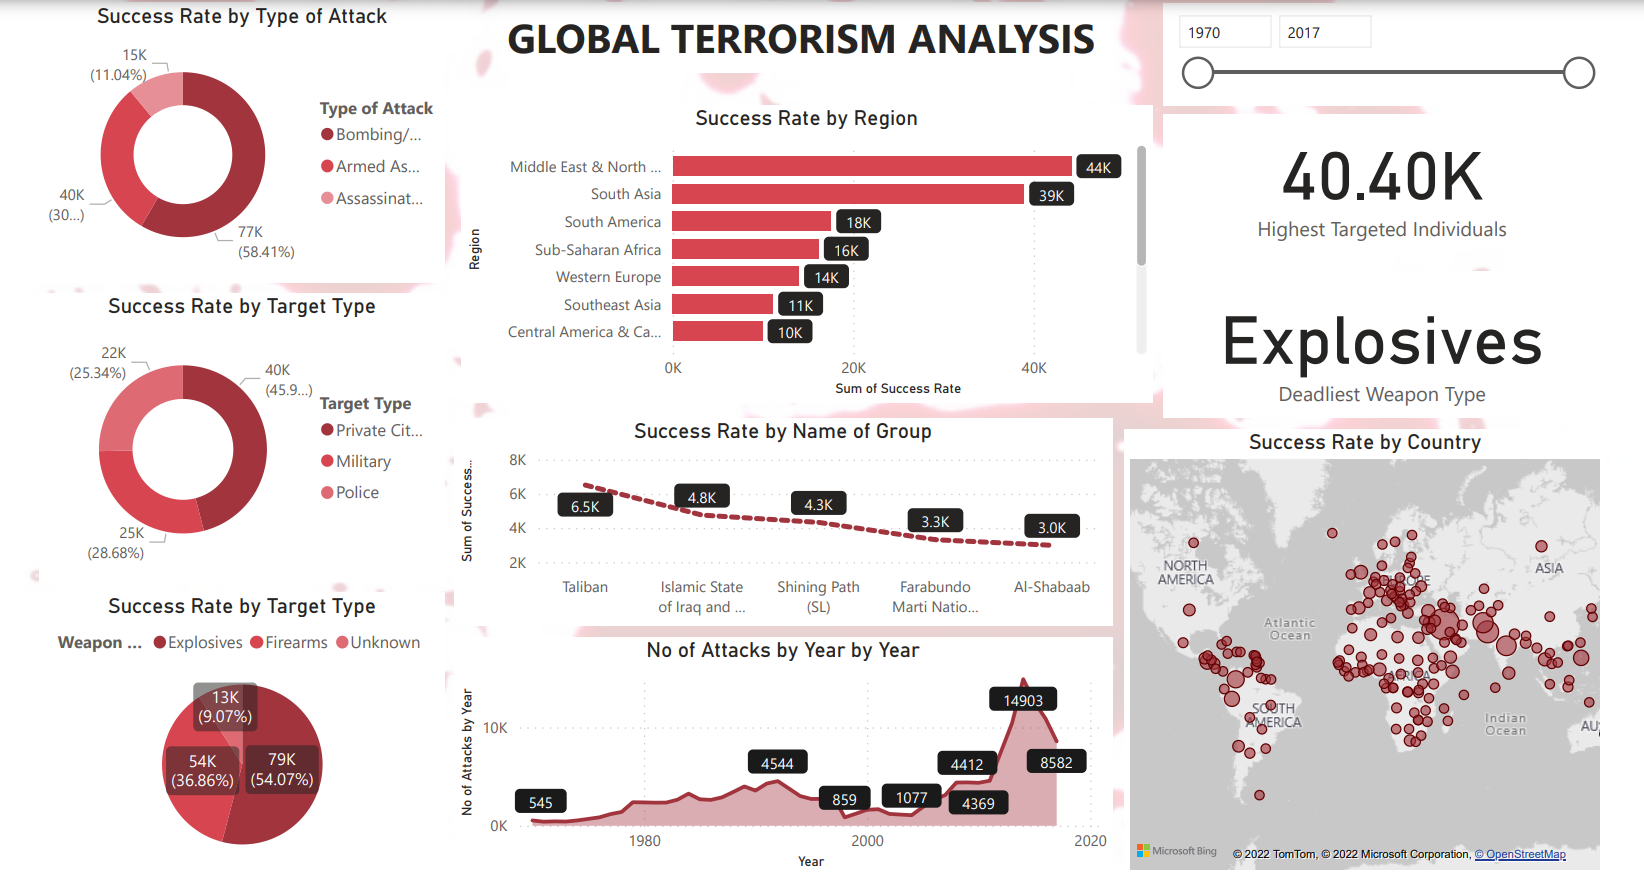 Success Rate by Type of Attack
15K
(11.04%)
40K
(30...)
77K
(58.41%)
Type of Attack
Bombing/...
Armed As...
Assassinat...
Success Rate by Target Type
22K
(25.34%)
40K
(45.9...)
25K
(28.68%)
Target Type
Private Cit...
Military
Police
Success Rate by Target Type
Weapon ... Explosives Firearms Unknown
13K
(9.07%)
54K
(36.86%)
79K
(54.07%)
GLOBAL TERRORISM ANALYSIS
Success Rate by Region
Region
Middle East & North ... 44K
South Asia 39K
South America 18K
Sub-Saharan Africa 16K
Western Europe 14K
Southeast Asia 11K
Central America & Ca... 10K
0K 20K 40K
Sum of Success Rate
Success Rate by Name of Group
Sum of Success...
8K
6K
4K
2K
6.5K 4.8K 4.3K 3.3K 3.0K
Taliban
Islamic State
of Iraq and ...
Shining Path
(SL)
Farabundo
Marti Natio...
Al-Shabaab
No of Attacks by Year by Year
No of Attacks by Year
10K
0K
545 4544 859 1077 4412 4369 14903 8582
1980 2000 2020
Year
1970 2017
40.40K
Highest Targeted Individuals
Explosives
Deadliest Weapon Type
Success Rate by Country
NORTH
AMERICA
Atlantic
Ocean
ASIA
AFRICA
SOUTH
AMERICA
Indian
Ocean
AU
Microsoft Bing
© 2022 TomTom, © 2022 Microsoft Corporation, © OpenStreetMap